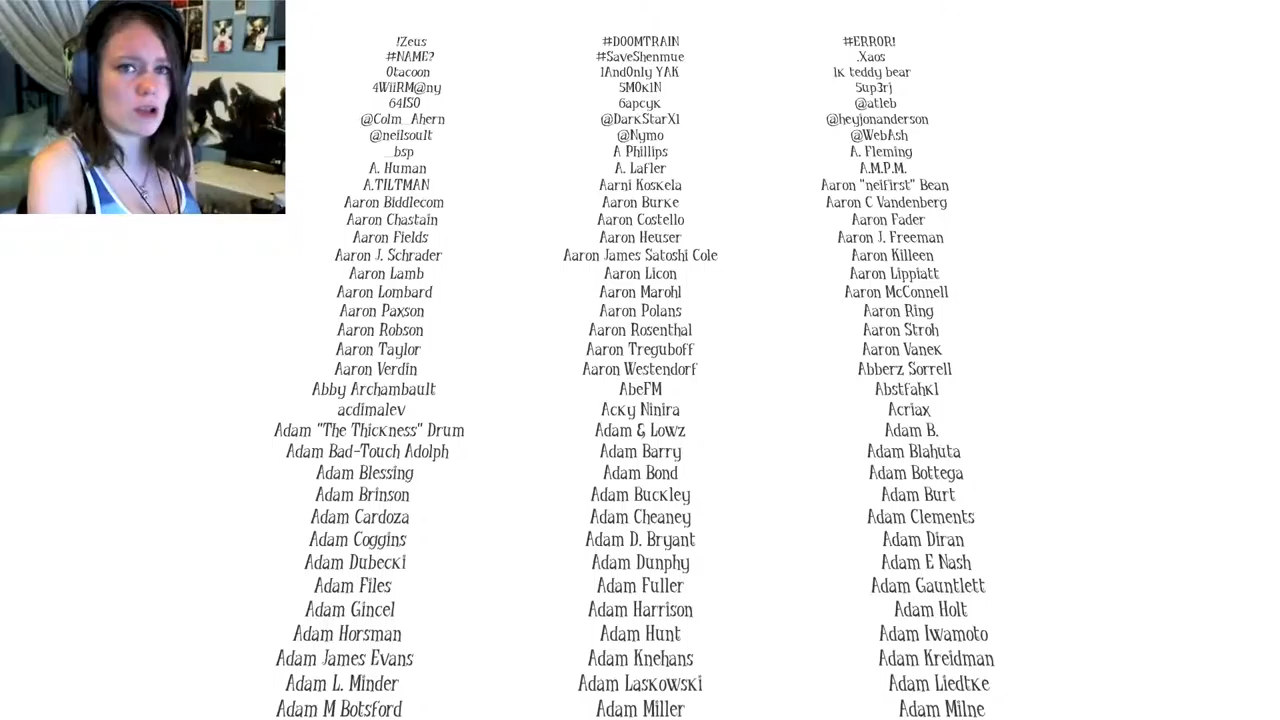 !Zeus #DOOMTRAIN #ERROR!
#NAME? #SaveShenmue .Xaos
0tacoon 1AndOnly YAK 1k teddy bear
4WiiRM@ny 5M0k1N 5up3rj
64ISO 6apcyk @atleb
@Colm_Ahern @DarkStarX1 @heyjonanderson
@neilsoult @Nymo @WebAsh
_bsp A Phillips A. Fleming
A. Human A. Lafler A.M.P.M.
A.TILTMAN Aarni Koskela Aaron "neifirst" Bean
Aaron Biddlecom Aaron Burke Aaron C Vandenberg
Aaron Chastain Aaron Costello Aaron Fader
Aaron Fields Aaron Heuser Aaron J. Freeman
Aaron J. Schrader Aaron James Satoshi Cole Aaron Killeen
Aaron Lamb Aaron Licon Aaron Lippiatt
Aaron Lombard Aaron Marohl Aaron McConnell
Aaron Paxson Aaron Polans Aaron Ring
Aaron Robson Aaron Rosenthal Aaron Stroh
Aaron Taylor Aaron Treguboff Aaron Vanek
Aaron Verdin Aaron Westendorf Abberz Sorrell
Abby Archambault AbeFM Abstfahk1
acdimalev Acky Ninira Acriax
Adam "The Thickness" Drum Adam & Lowz Adam B.
Adam Bad-Touch Adolph Adam Barry Adam Blahuta
Adam Blessing Adam Bond Adam Bottega
Adam Brinson Adam Buckley Adam Burt
Adam Cardoza Adam Cheaney Adam Clements
Adam Coggins Adam D. Bryant Adam Diran
Adam Dubecki Adam Dunphy Adam E Nash
Adam Files Adam Fuller Adam Gauntlett
Adam Gincel Adam Harrison Adam Holt
Adam Horsman Adam Hunt Adam Iwamoto
Adam James Evans Adam Knehans Adam Kreidman
Adam L. Minder Adam Laskowski Adam Liedtke
Adam M Botsford Adam Miller Adam Milne